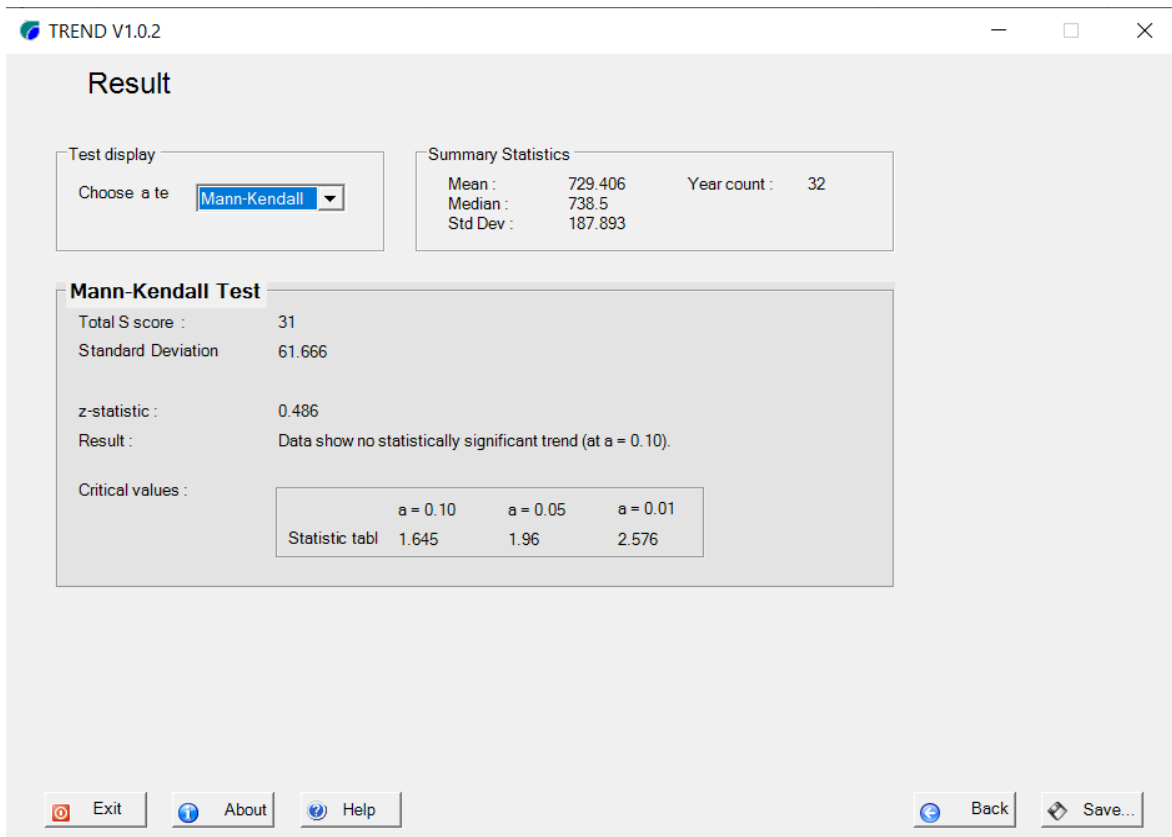 TREND V1.0.2
Result
Test display
Choose a te Mann-Kendall
Summary Statistics
Mean : 729.406 Year count : 32
Median : 738.5
Std Dev : 187.893
Mann-Kendall Test
Total S score : 31
Standard Deviation 61.666
z-statistic : 0.486
Result : Data show no statistically significant trend (at a = 0.10).
Critical values :
a = 0.10 a = 0.05 a = 0.01
Statistic tabl 1.645 1.96 2.576
Exit About Help Back Save...